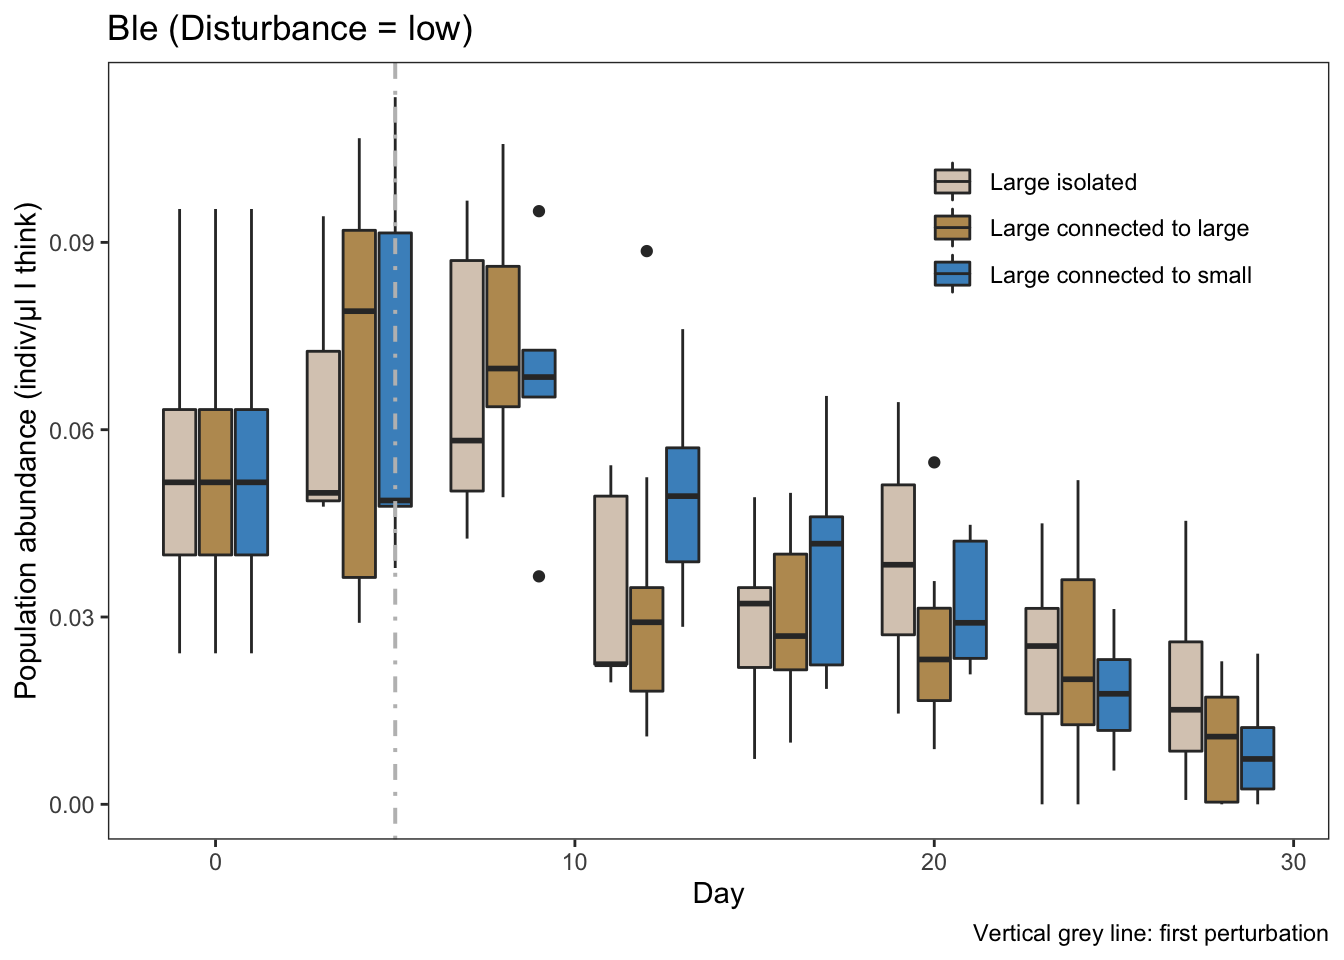 Ble (Disturbance = low)
Population abundance (indiv/µl I think)
0.09
0.06
0.03
0.00
Large isolated
Large connected to large
Large connected to small
0
10
20
30
Day
Vertical grey line: first perturbation